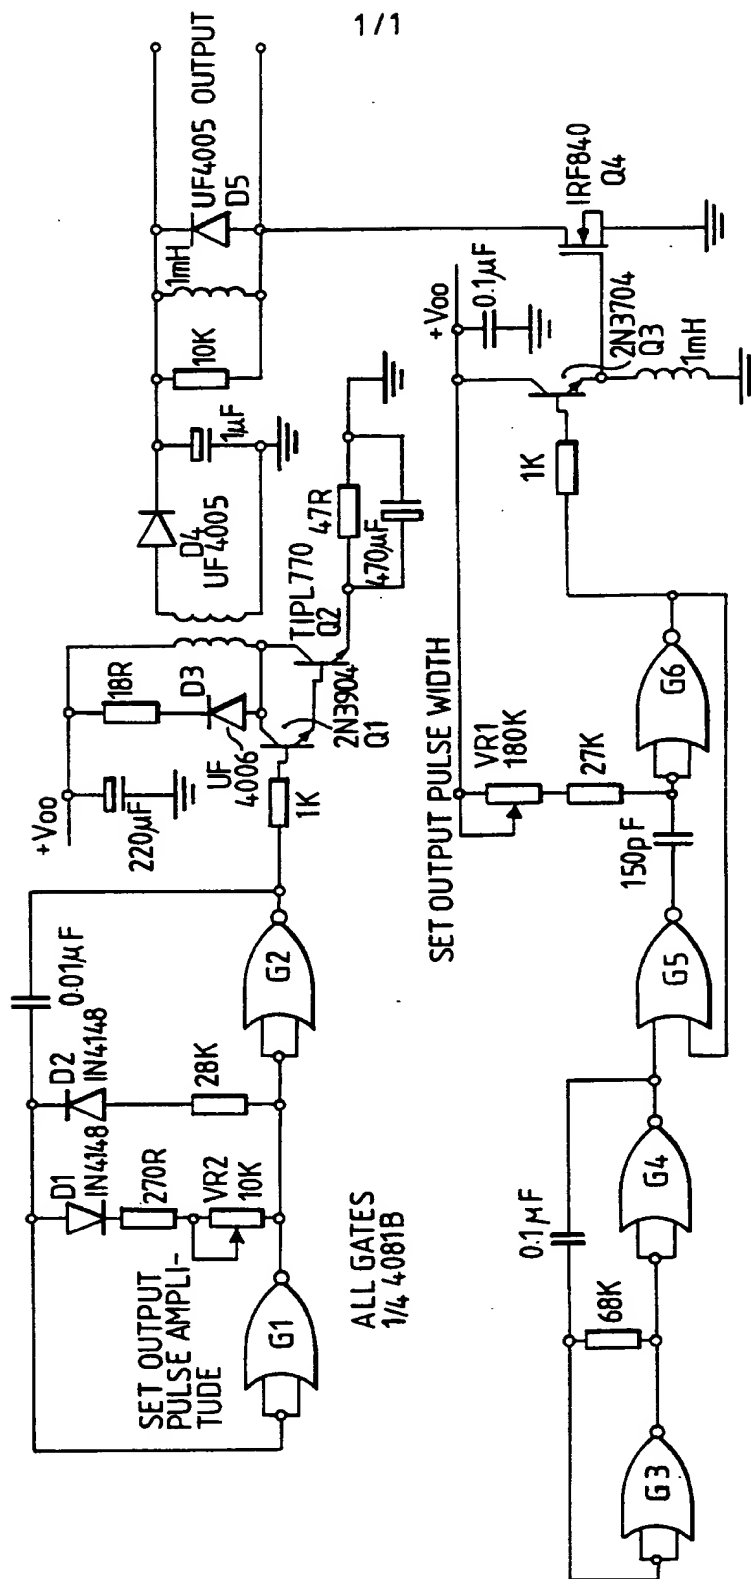 1/1
+Voo
220µF
18R
D3
UF
4006
1K
2N3904
Q1
TIPL770
Q2
47R
470µF
D4
UF4005
1µF
10K
1mH
UF4005
D5
OUTPUT
0.01µF
D1
IN4148
D2
IN4148
270R
VR2
10K
28K
SET OUTPUT
PULSE AMPLI-
TUDE
G1
G2
ALL GATES
1/4 4081B
SET OUTPUT PULSE WIDTH
+Voo
0.1µF
VR1
180K
27K
150pF
1K
2N3704
Q3
1mH
IRF840
Q4
0.1µF
68K
G3
G4
G5
G6